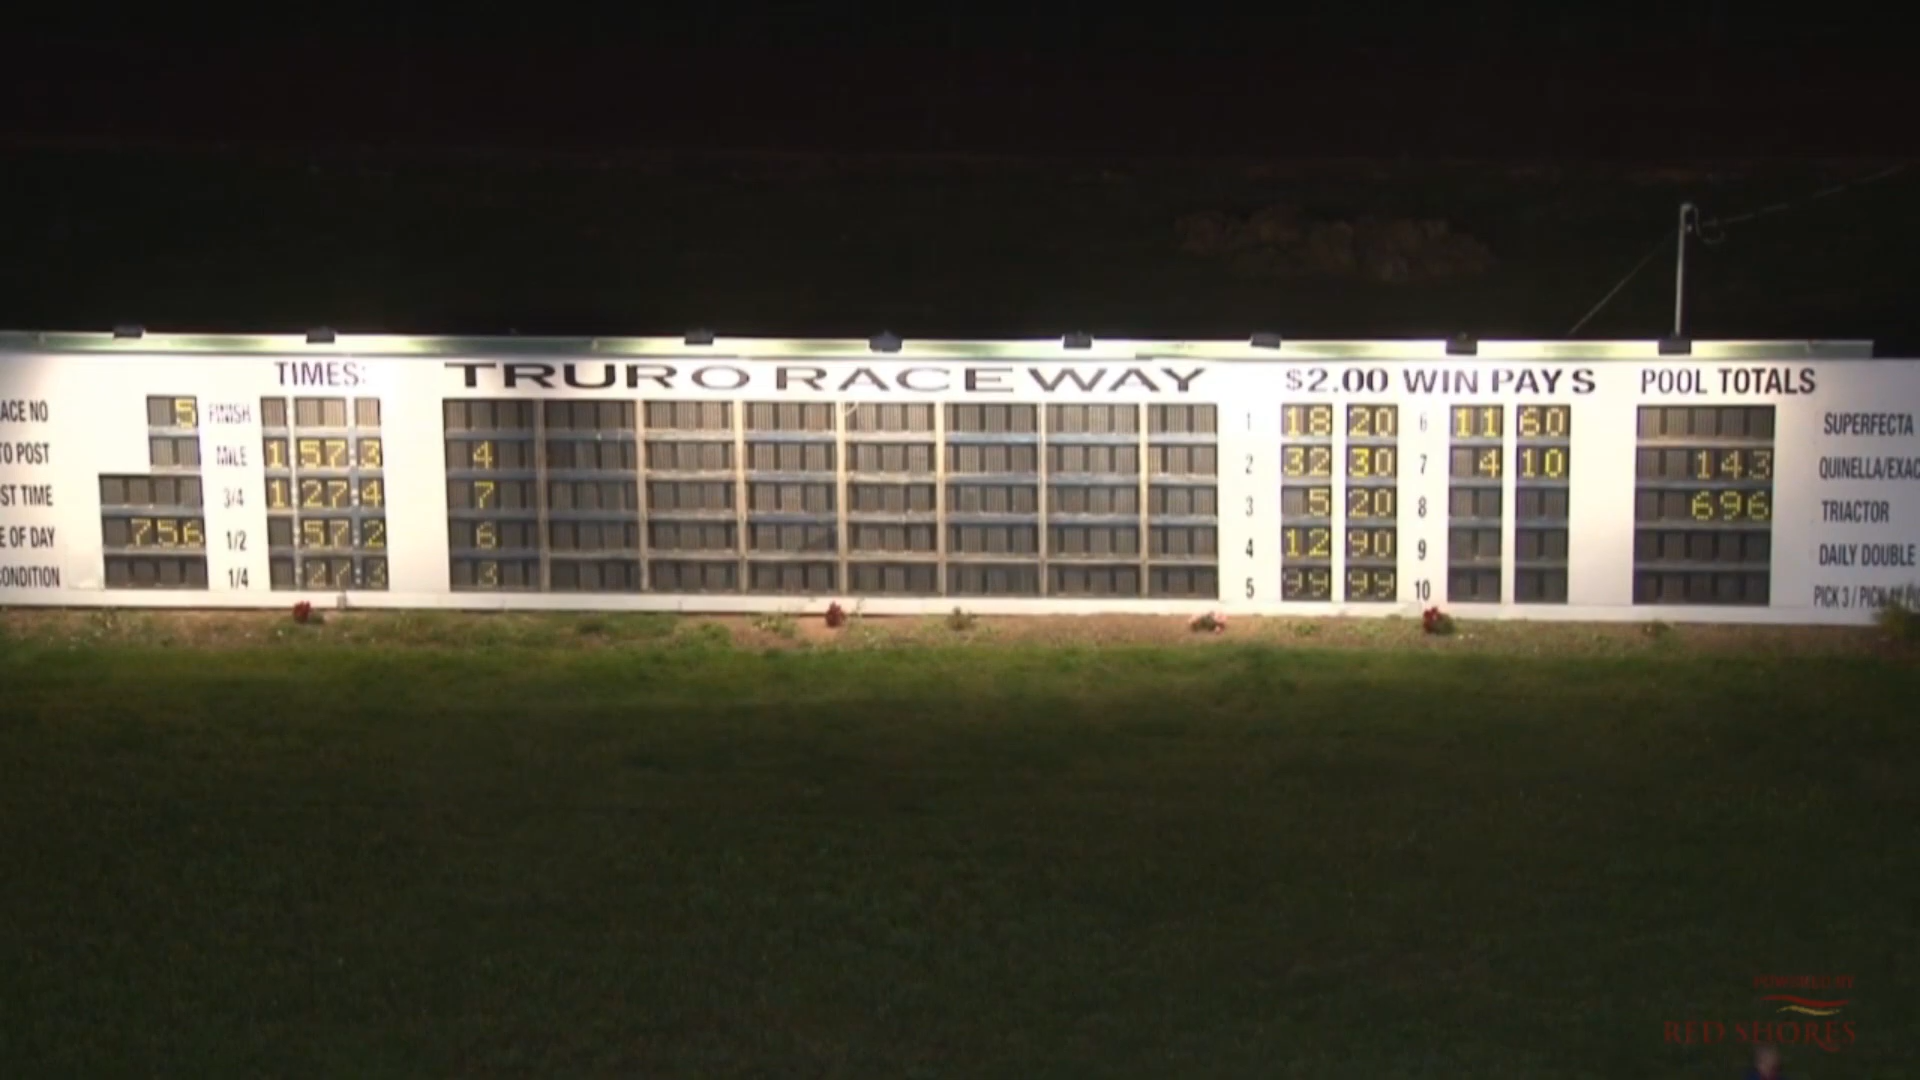 TIMES: TRURO RACEWAY $2.00 WIN PAYS POOL TOTALS
ACE NO 5 FINISH 1 18 20 6 11 60 SUPERFECTA
TO POST MILE 1:57:3 4 2 32 30 7 4 10 143 QUINELLA/EXAC
ST TIME 3/4 1:27:4 7 3 5 20 8 696 TRIACTOR
E OF DAY 756 1/2 :57:2 6 4 12 90 9 DAILY DOUBLE
CONDITION 1/4 :27:3 3 5 99 99 10 PICK 3 / PICK
POWERED BY
RED SHORES